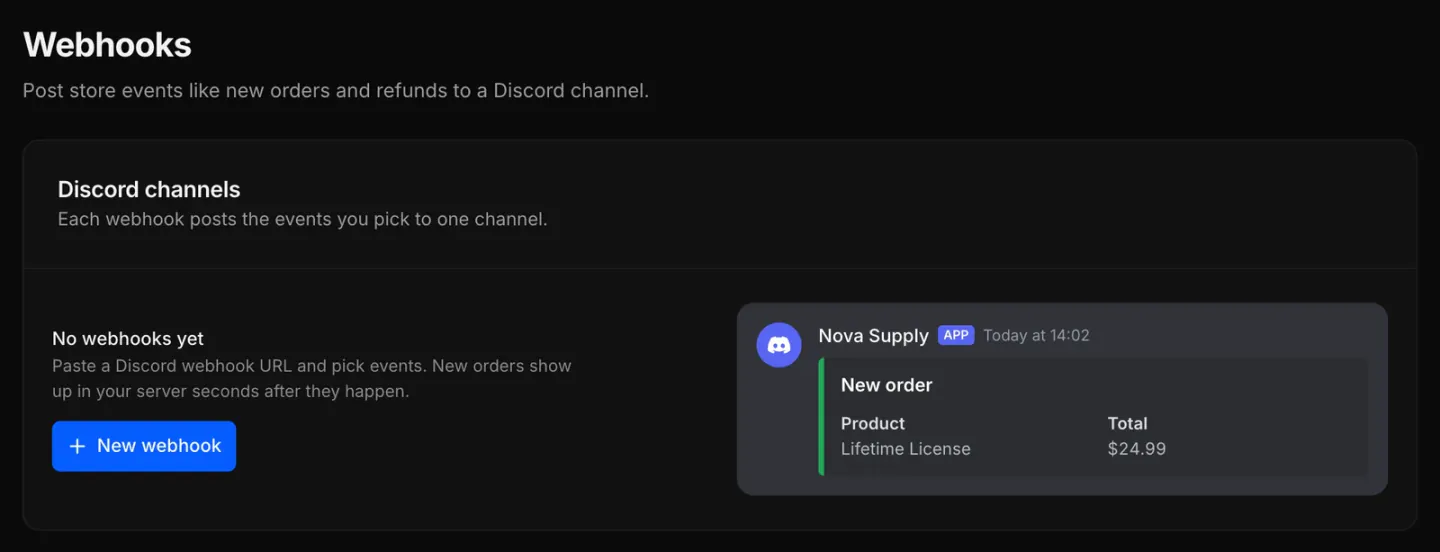 Webhooks
Post store events like new orders and refunds to a Discord channel.
Discord channels
Each webhook posts the events you pick to one channel.
No webhooks yet
Paste a Discord webhook URL and pick events. New orders show
up in your server seconds after they happen.
+ New webhook
Nova Supply APP Today at 14:02
New order
Product Total
Lifetime License $24.99